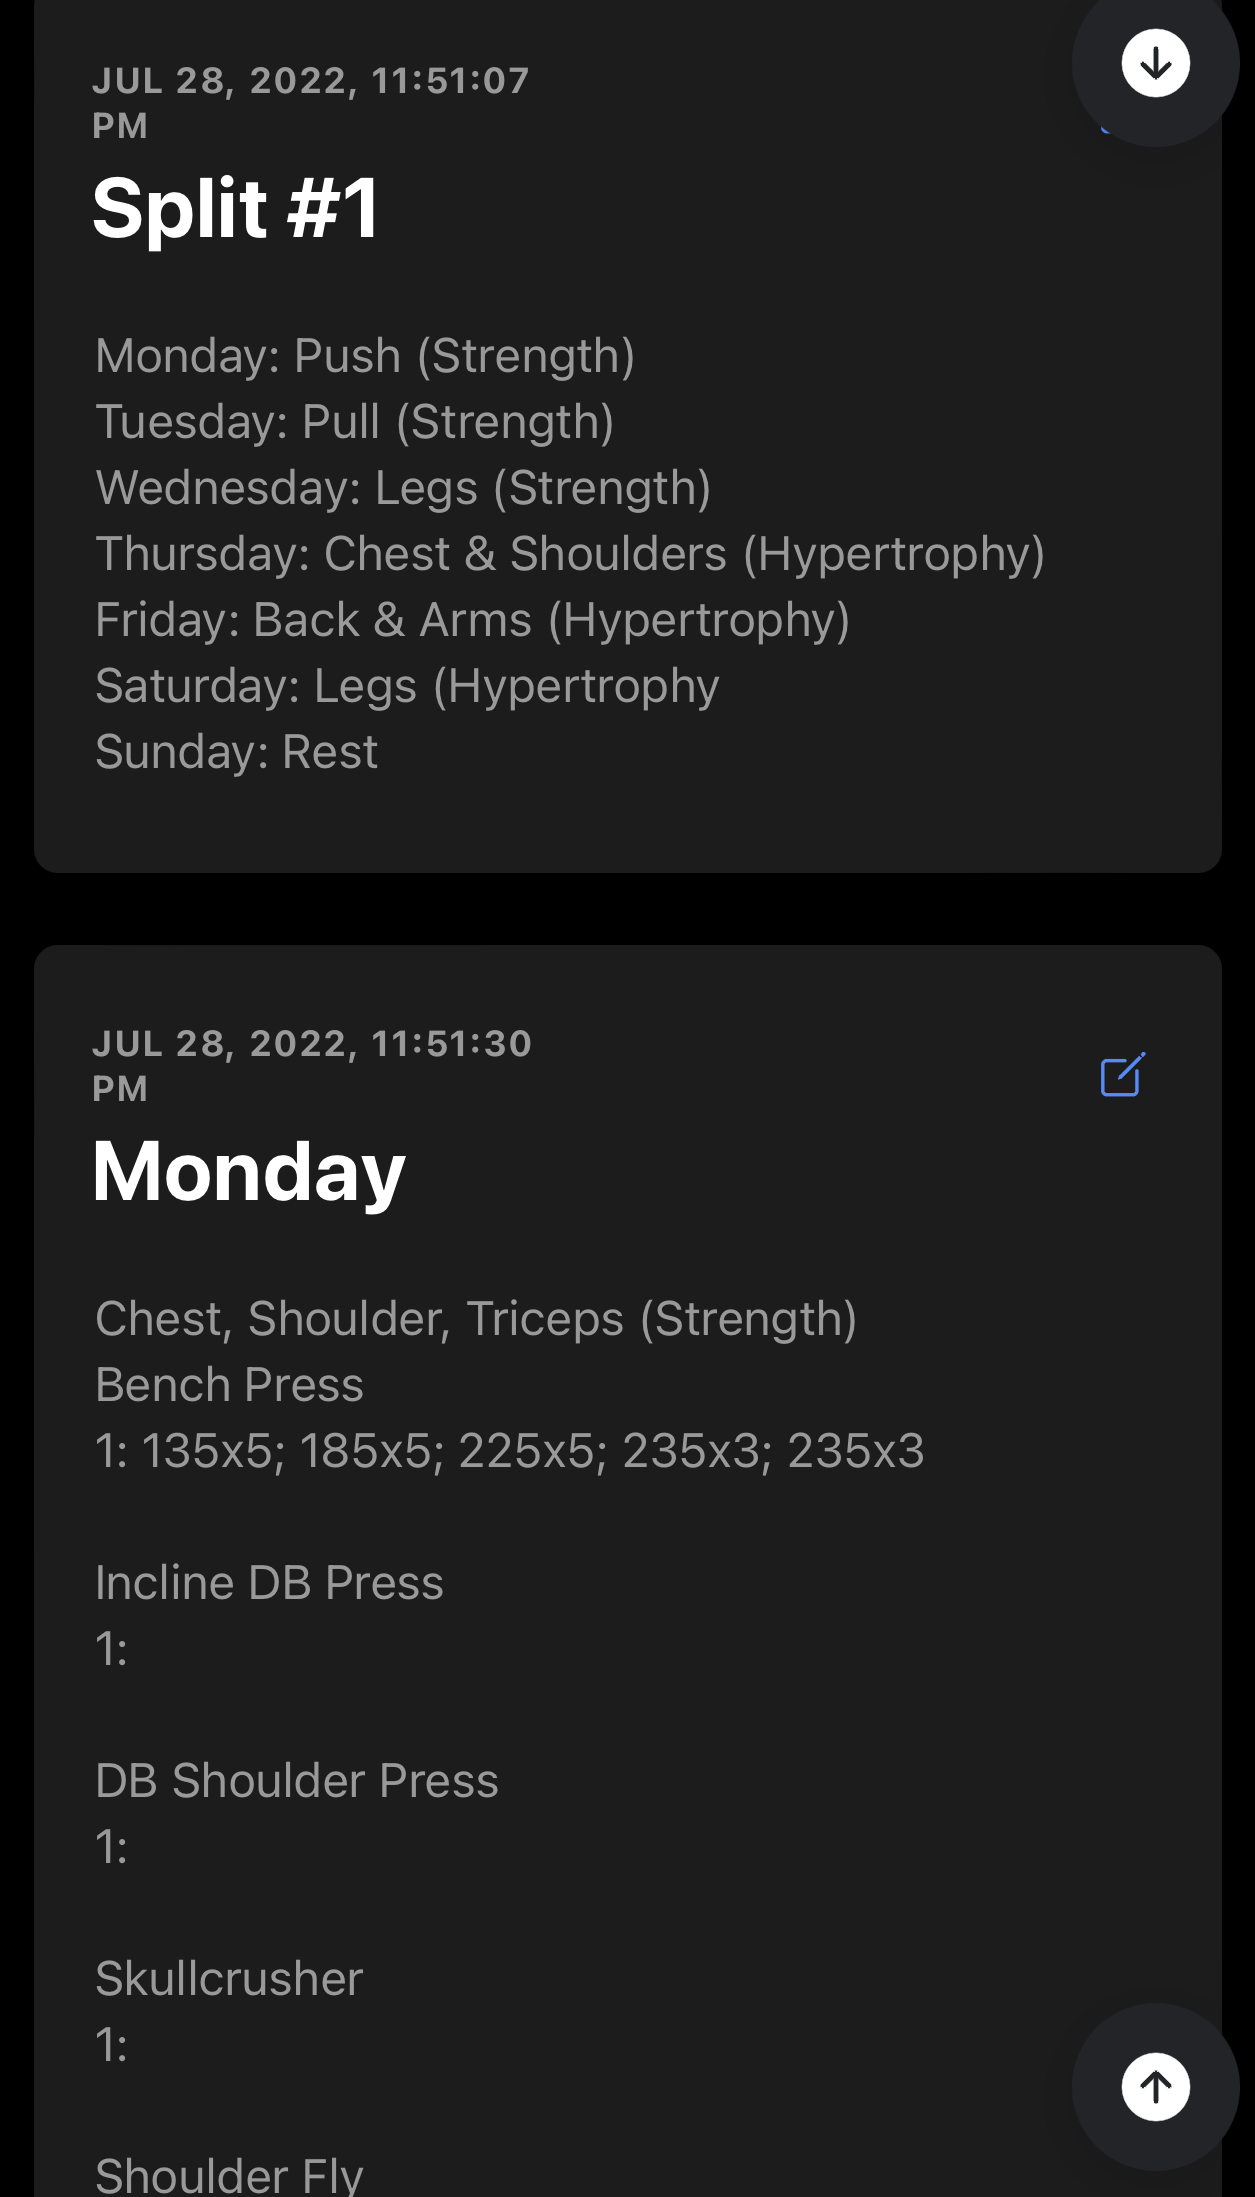 JUL 28, 2022, 11:51:07
PM
Split #1
Monday: Push (Strength)
Tuesday: Pull (Strength)
Wednesday: Legs (Strength)
Thursday: Chest & Shoulders (Hypertrophy)
Friday: Back & Arms (Hypertrophy)
Saturday: Legs (Hypertrophy
Sunday: Rest
JUL 28, 2022, 11:51:30
PM
Monday
Chest, Shoulder, Triceps (Strength)
Bench Press
1: 135x5; 185x5; 225x5; 235x3; 235x3
Incline DB Press
1:
DB Shoulder Press
1:
Skullcrusher
1:
Shoulder Fly